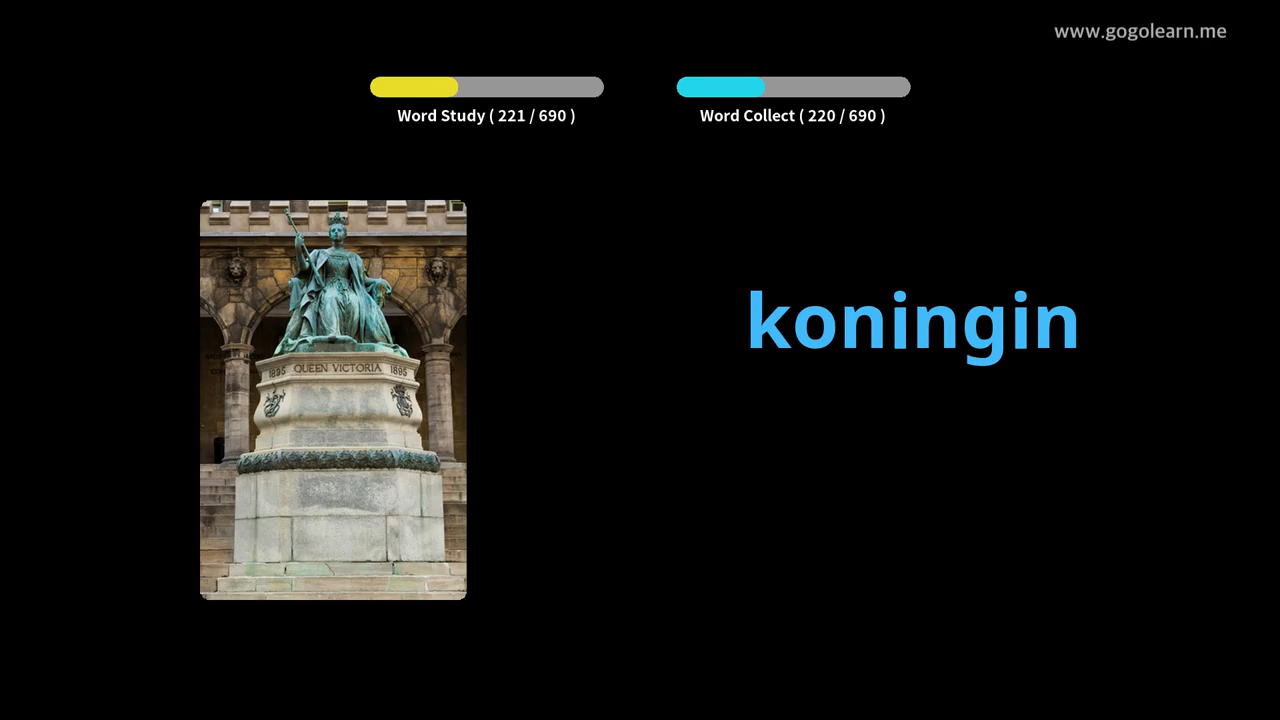 www.gogolearn.me
Word Study ( 221 / 690 )
Word Collect ( 220 / 690 )
koningin
1895 QUEEN VICTORIA 1895